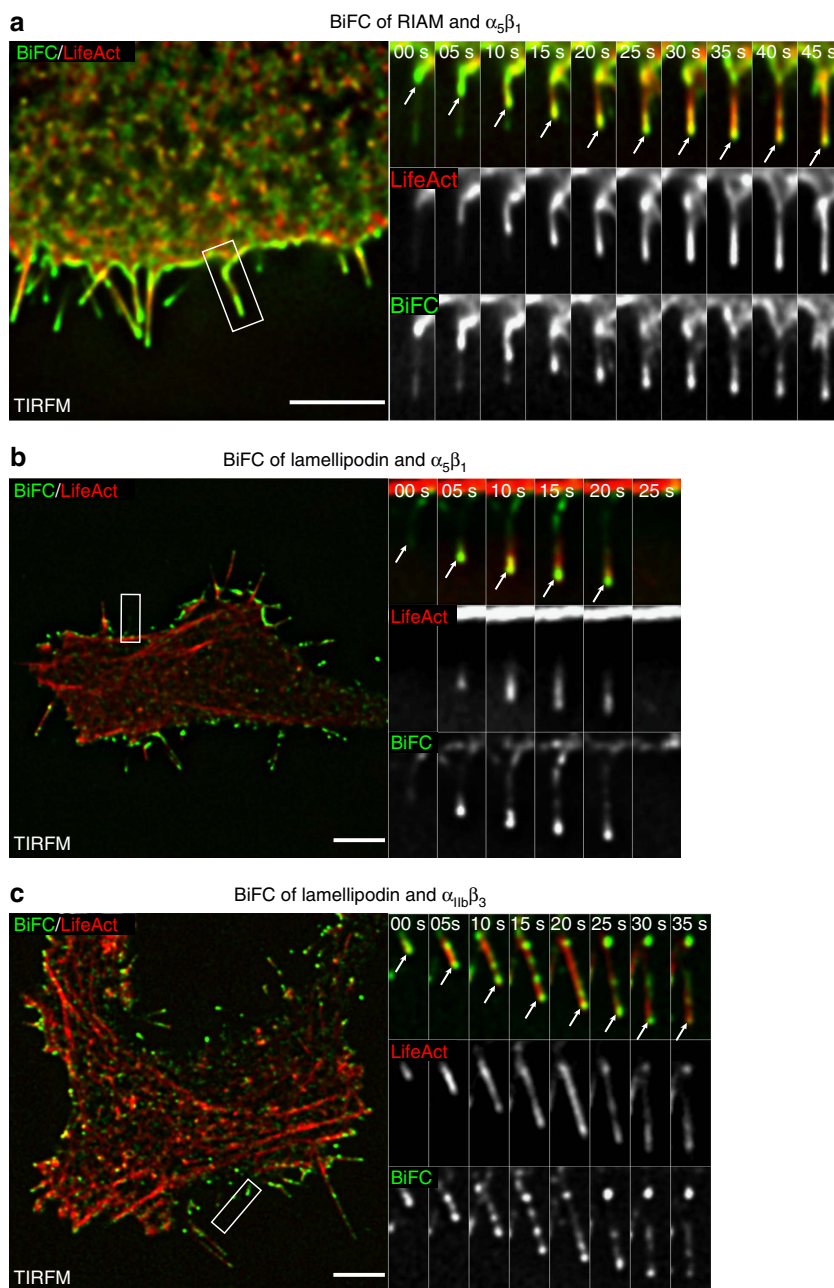 a
BiFC of RIAM and α₅β₁
BiFC/LifeAct
00 s 05 s 10 s 15 s 20 s 25 s 30 s 35 s 40 s 45 s
LifeAct
BiFC
TIRFM
b
BiFC of lamellipodin and α₅β₁
BiFC/LifeAct
00 s 05 s 10 s 15 s 20 s 25 s
LifeAct
BiFC
TIRFM
c
BiFC of lamellipodin and αIIbβ₃
BiFC/LifeAct
00 s 05s 10 s 15 s 20 s 25 s 30 s 35 s
LifeAct
BiFC
TIRFM